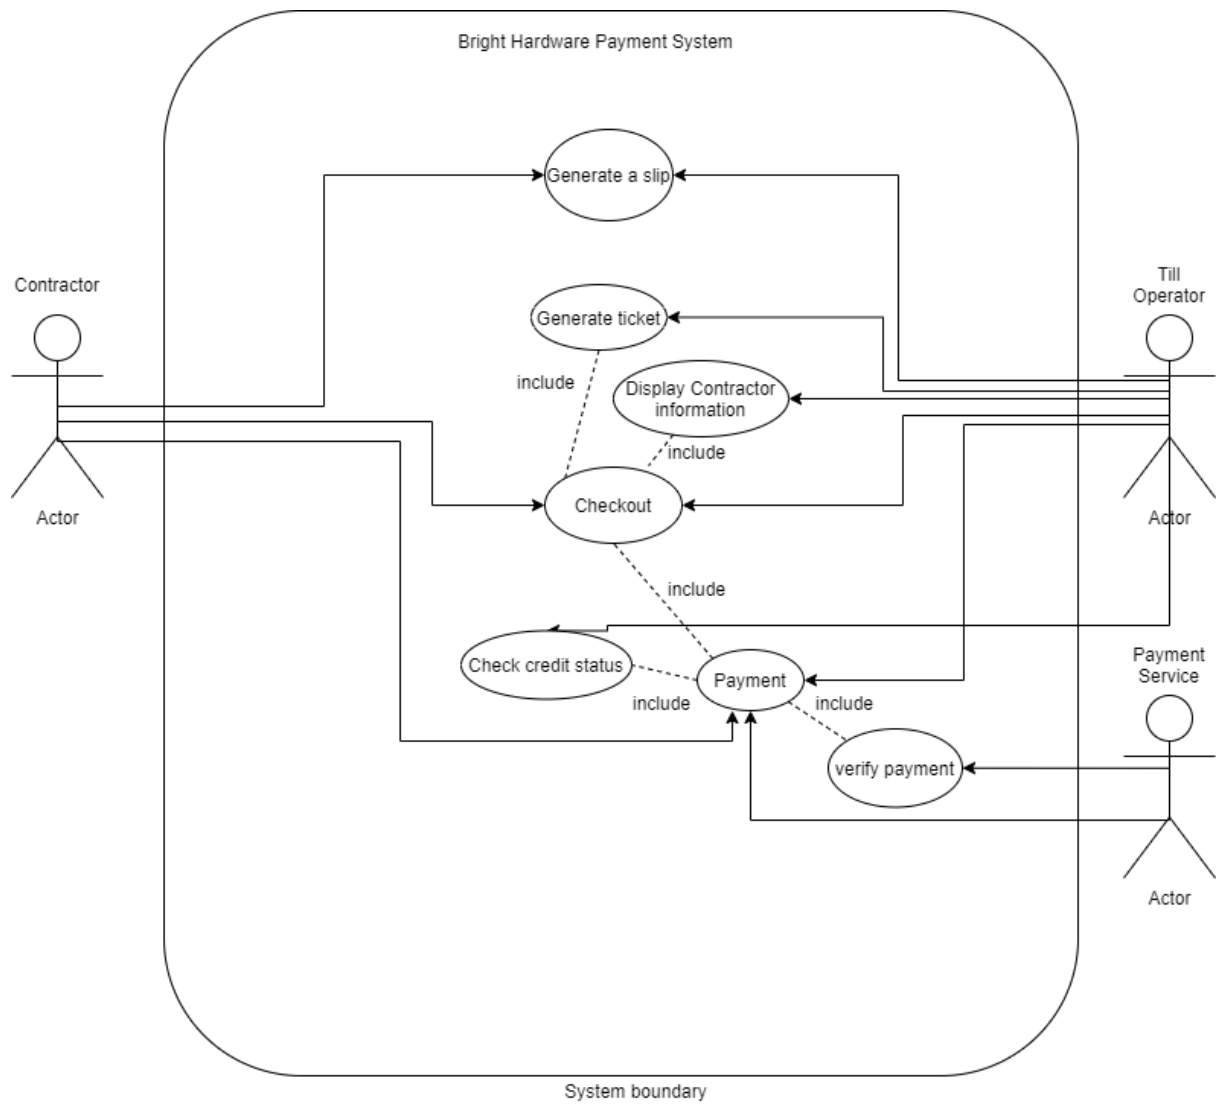 Bright Hardware Payment System
Generate a slip
Contractor
Till
Operator
Generate ticket
include
Display Contractor
information
include
Checkout
Actor
Actor
include
Check credit status
Payment
Payment
Service
include
include
verify payment
Actor
System boundary